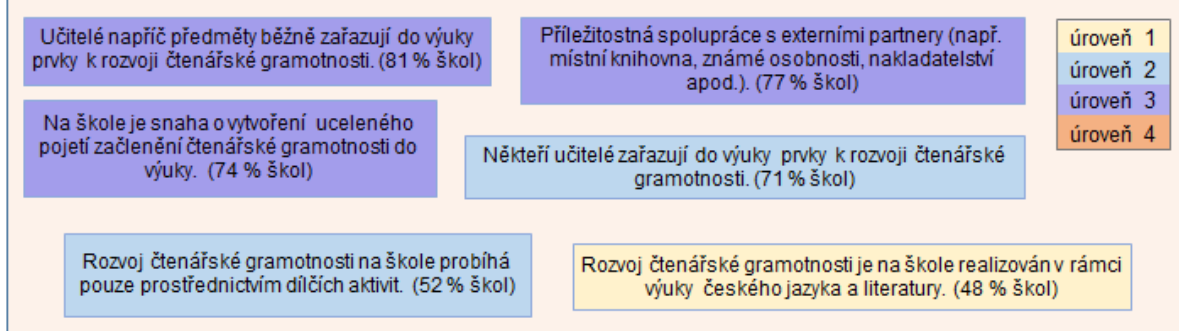 Učitelé napříč předměty běžně zařazují do výuky
prvky k rozvoji čtenářské gramotnosti. (81 % škol)
Příležitostná spolupráce s externími partnery (např.
místní knihovna, známé osobnosti, nakladatelství
apod.). (77 % škol)
úroveň 1
úroveň 2
úroveň 3
úroveň 4
Na škole je snaha o vytvoření uceleného
pojetí začlenění čtenářské gramotnosti do
výuky. (74 % škol)
Někteří učitelé zařazují do výuky prvky k rozvoji čtenářské
gramotnosti. (71 % škol)
Rozvoj čtenářské gramotnosti na škole probíhá
pouze prostřednictvím dílčích aktivit. (52 % škol)
Rozvoj čtenářské gramotnosti je na škole realizován v rámci
výuky českého jazyka a literatury. (48 % škol)